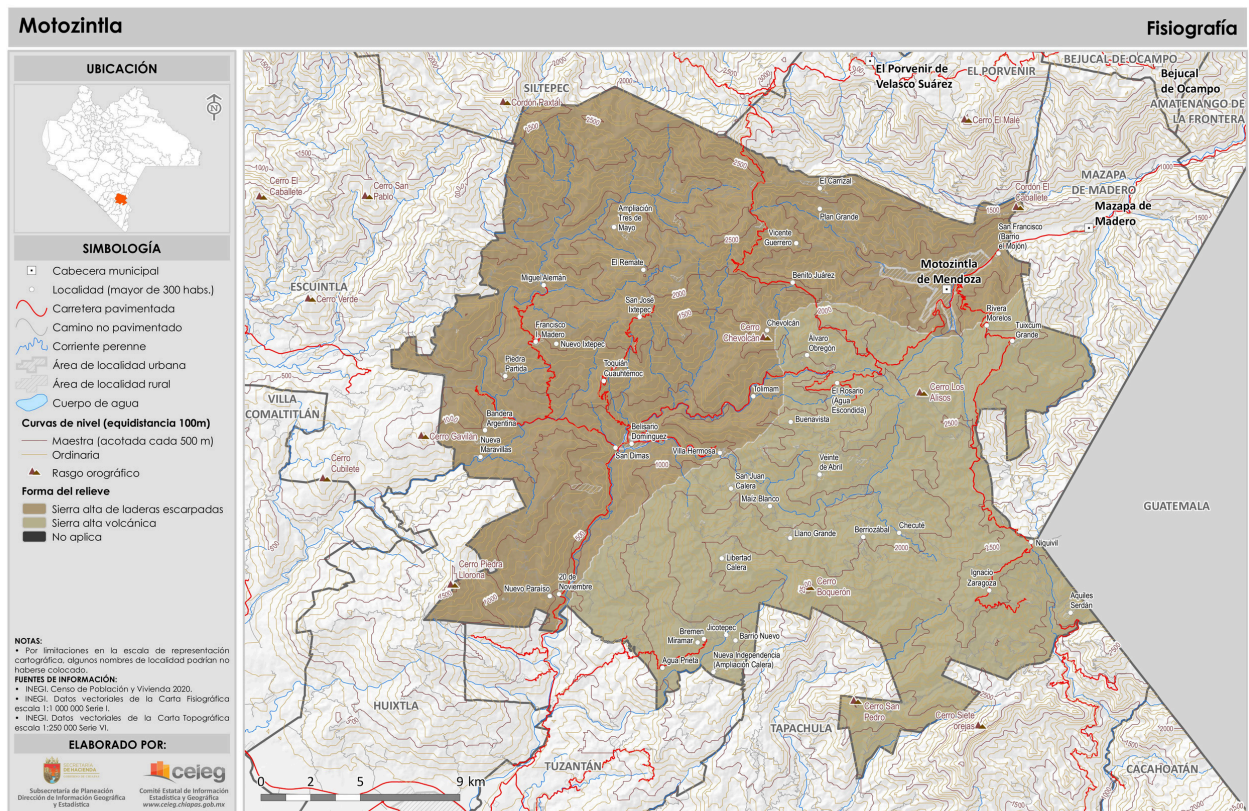 Motozintla
Fisiografía
UBICACIÓN
N
SIMBOLOGÍA
Cabecera municipal
Localidad (mayor de 300 habs.)
Carretera pavimentada
Camino no pavimentado
Corriente perenne
Área de localidad urbana
Área de localidad rural
Cuerpo de agua
Curvas de nivel (equidistancia 100m)
Maestra (acotada cada 500 m)
Ordinaria
Rasgo orográfico
Forma del relieve
Sierra alta de laderas escarpadas
Sierra alta volcánica
No aplica
NOTAS:
• Por limitaciones en la escala de representación
cartográfica, algunos nombres de localidad podrían no
haberse colocado.
FUENTES DE INFORMACIÓN:
• INEGI. Censo de Población y Vivienda 2020.
• INEGI. Datos vectoriales de la Carta Fisiográfica
escala 1:1 000 000 Serie I.
• INEGI. Datos vectoriales de la Carta Topográfica
escala 1:250 000 Serie VI.
ELABORADO POR:
SECRETARÍA
DE HACIENDA
ceieg
Subsecretaría de Planeación
Dirección de Información Geográfica
y Estadística
Comité Estatal de Información
Estadística y Geográfica
www.ceieg.chiapas.gob.mx
SILTEPEC
Cordón Paxtal
El Porvenir de
Velasco Suárez
EL PORVENIR
BEJUCAL DE OCAMPO
Bejucal
de Ocampo
AMATENANGO DE
LA FRONTERA
Cerro El Malé
MAZAPA
DE MADERO
Mazapa de
Madero
Cordón El
Caballete
Cerro El
Caballete
Cerro San
Pablo
El Carrizal
Plan Grande
Ampliación
Tres de
Mayo
Vicente
Guerrero
San Francisco
(Barrio
el Mojón)
El Remate
Miguel Alemán
Benito Juárez
Motozintla
de Mendoza
ESCUINTLA
Cerro Verde
San José
Ixtepec
Rivera
Morelos
Tuixcum
Grande
Francisco
I. Madero
Nuevo Ixtepec
Cerro
Chevolcán
Chevolcán
Álvaro
Obregón
Piedra
Partida
Toquián
Cuauhtemoc
Tolimam
El Rosario
(Agua
Escondida)
Cerro Los
Alisos
VILLA
COMALTITLÁN
Bandera
Argentina
Cerro Gavilán
Nueva
Maravillas
Belisario
Domínguez
San Dimas
Villa Hermosa
Buenavista
Cerro
Cubilete
Veinte
de Abril
San Juan
Calera
Maíz Blanco
GUATEMALA
Llano Grande
Berriozábal
Checuté
Niquivil
Libertad
Calera
Cerro Piedra
Llorona
20 de
Noviembre
Nuevo Paraíso
Cerro
Boquerón
Ignacio
Zaragoza
Aquiles
Serdán
Bremen
Miramar
Jicotepec
Barrio Nuevo
Agua Prieta
Nueva Independencia
(Ampliación Calera)
HUIXTLA
Cerro San
Pedro
Cerro Siete
orejas
TAPACHULA
TUZANTÁN
CACAHOATÁN
0 2 5 9 km